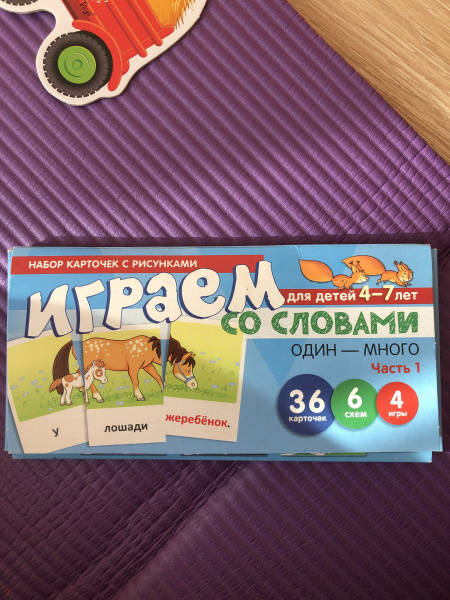 НАБОР КАРТОЧЕК С РИСУНКАМИ
ИГРАЕМ
для детей 4–7 лет
СО СЛОВАМИ
ОДИН — МНОГО
Часть 1
36 карточек
6 схем
4 игры
У лошади жеребёнок.